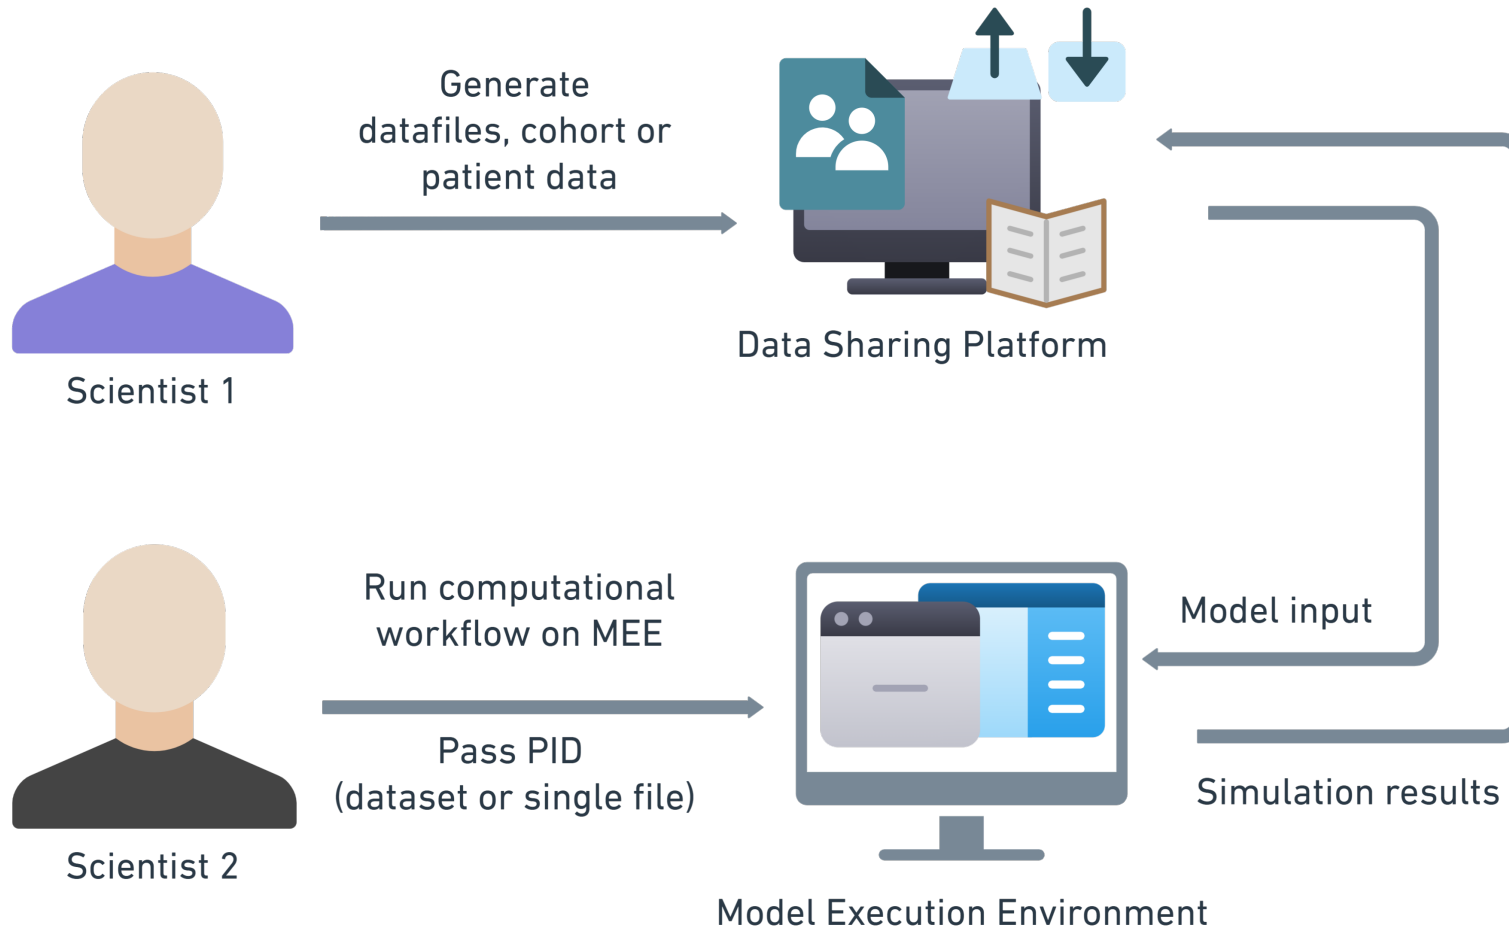 Generate
datafiles, cohort or
patient data
Data Sharing Platform
Scientist 1
Run computational
workflow on MEE
Pass PID
(dataset or single file)
Model input
Simulation results
Scientist 2
Model Execution Environment